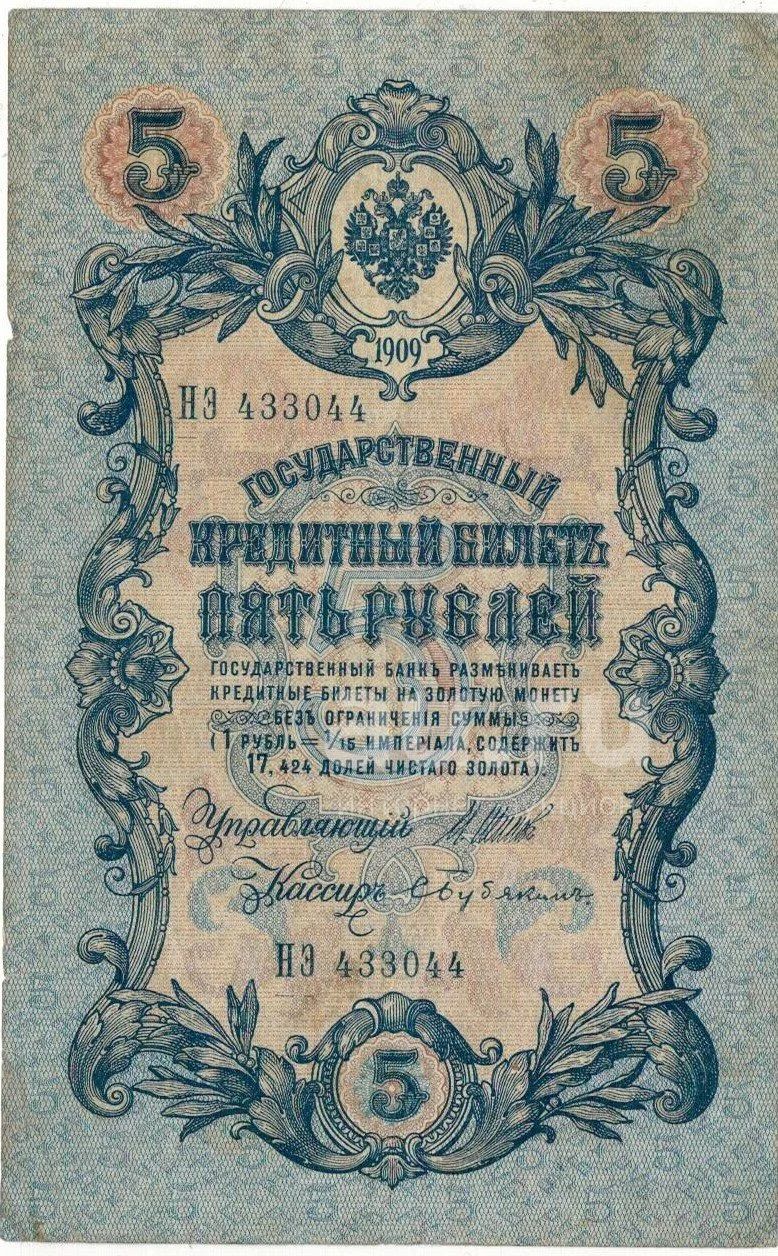 5 5
1909
НЭ 433044
ГОСУДАРСТВЕННЫЙ
КРЕДИТНЫЙ БИЛЕТЪ
ПЯТЬ РУБЛЕЙ
ГОСУДАРСТВЕННЫЙ БАНКЪ РАЗМѢНИВАЕТЪ
КРЕДИТНЫЕ БИЛЕТЫ НА ЗОЛОТУЮ МОНЕТУ
БЕЗЪ ОГРАНИЧЕНІЯ СУММЫ
(1 РУБЛЬ = 1/15 ИМПЕРІАЛА, СОДЕРЖИТЪ
17,424 ДОЛЕЙ ЧИСТАГО ЗОЛОТА).
Управляющій
Кассиръ С Бубякинъ
НЭ 433044
5